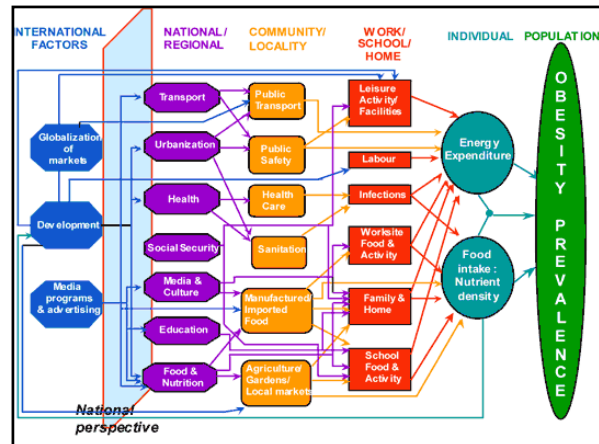 INTERNATIONAL
FACTORS
NATIONAL/
REGIONAL
COMMUNITY/
LOCALITY
WORK/
SCHOOL/
HOME
INDIVIDUAL
POPULATION
Transport
Public
Transport
Leisure
Activity/
Facilities
Globalization
of markets
Urbanization
Public
Safety
Energy
Expenditure
Labour
Health
Health
Care
Infections
Development
Social Security
Sanitation
Worksite
Food &
Activity
Food
intake :
Nutrient
density
Media
programs
& advertising
Media &
Culture
Manufactured/
Imported
Food
Family &
Home
Education
Food &
Nutrition
Agriculture/
Gardens/
Local markets
School
Food &
Activity
National
perspective
OBESITY PREVALENCE